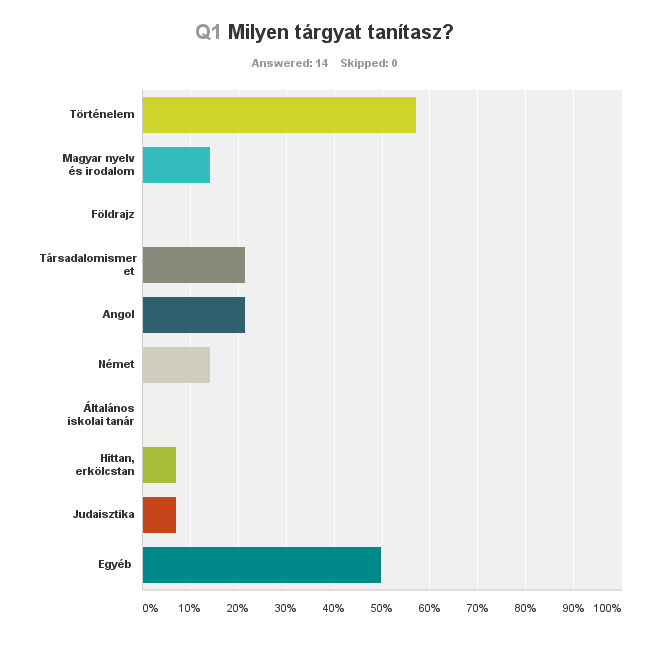 Q1 Milyen tárgyat tanítasz?
Answered: 14 Skipped: 0
Történelem
Magyar nyelv
és irodalom
Földrajz
Társadalomismer
et
Angol
Német
Általános
iskolai tanár
Hittan,
erkölcstan
Judaisztika
Egyéb
0% 10% 20% 30% 40% 50% 60% 70% 80% 90% 100%